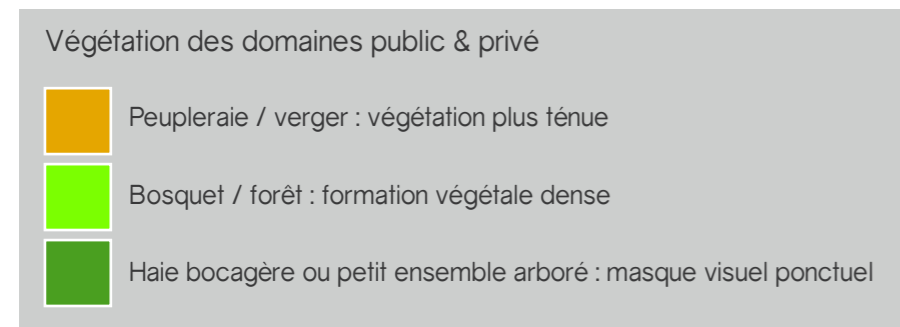 Végétation des domaines public & privé
Peupleraie / verger : végétation plus ténue
Bosquet / forêt : formation végétale dense
Haie bocagère ou petit ensemble arboré : masque visuel ponctuel